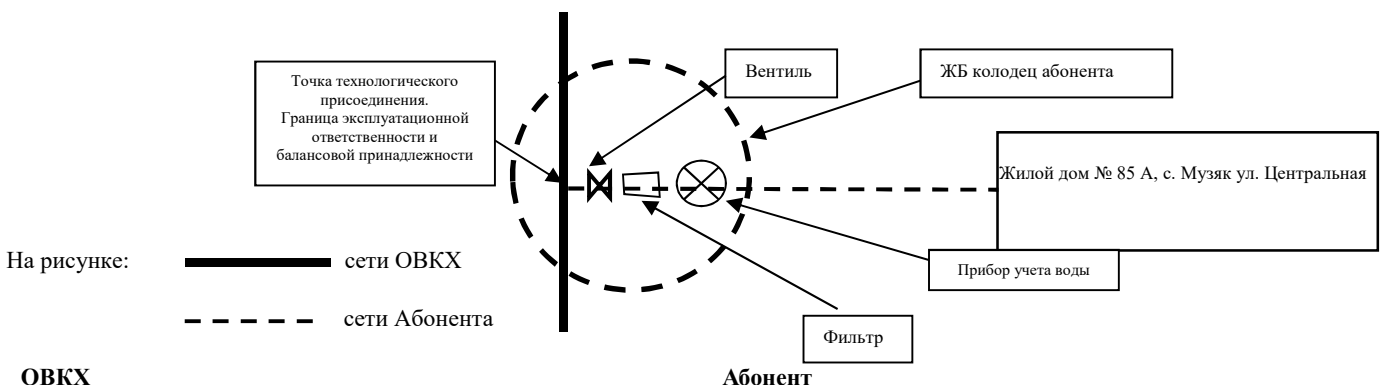 Точка технологического
присоединения.
Граница эксплуатационной
ответственности и
балансовой принадлежности
Вентиль
ЖБ колодец абонента
Жилой дом № 85 А, с. Музяк ул. Центральная
Прибор учета воды
Фильтр
На рисунке:
сети ОВКХ
сети Абонента
ОВКХ
Абонент